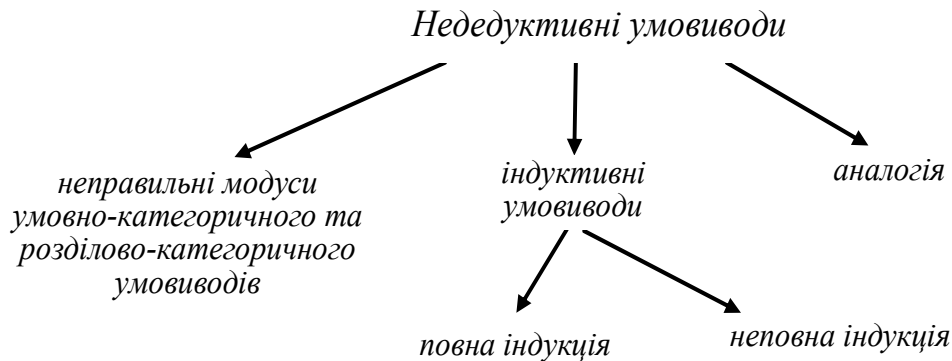 Недедуктивні умовиводи
неправильні модуси
умовно-категоричного та
розділово-категоричного
умовиводів
індуктивні
умовиводи
аналогія
повна індукція
неповна індукція